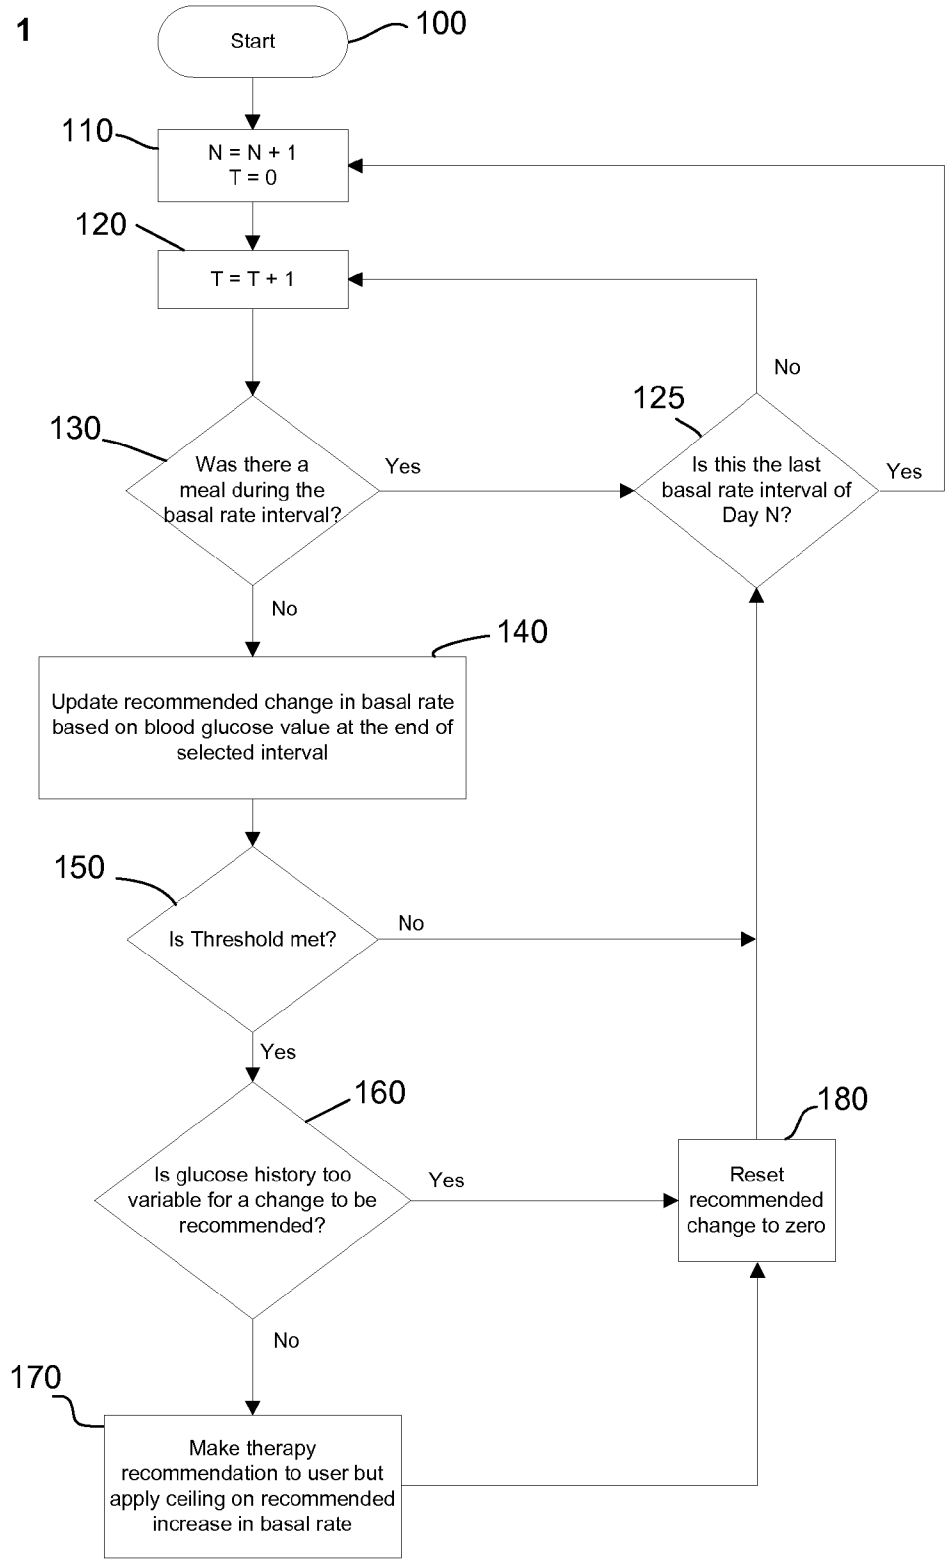 1
Start
100
110
N = N + 1
T = 0
120
T = T + 1
No
125
130
Was there a
meal during the
basal rate interval?
Yes
Is this the last
basal rate interval of
Day N?
Yes
No
140
Update recommended change in basal rate
based on blood glucose value at the end of
selected interval
150
Is Threshold met?
No
Yes
160
180
Is glucose history too
variable for a change to be
recommended?
Yes
Reset
recommended
change to zero
No
170
Make therapy
recommendation to user but
apply ceiling on recommended
increase in basal rate